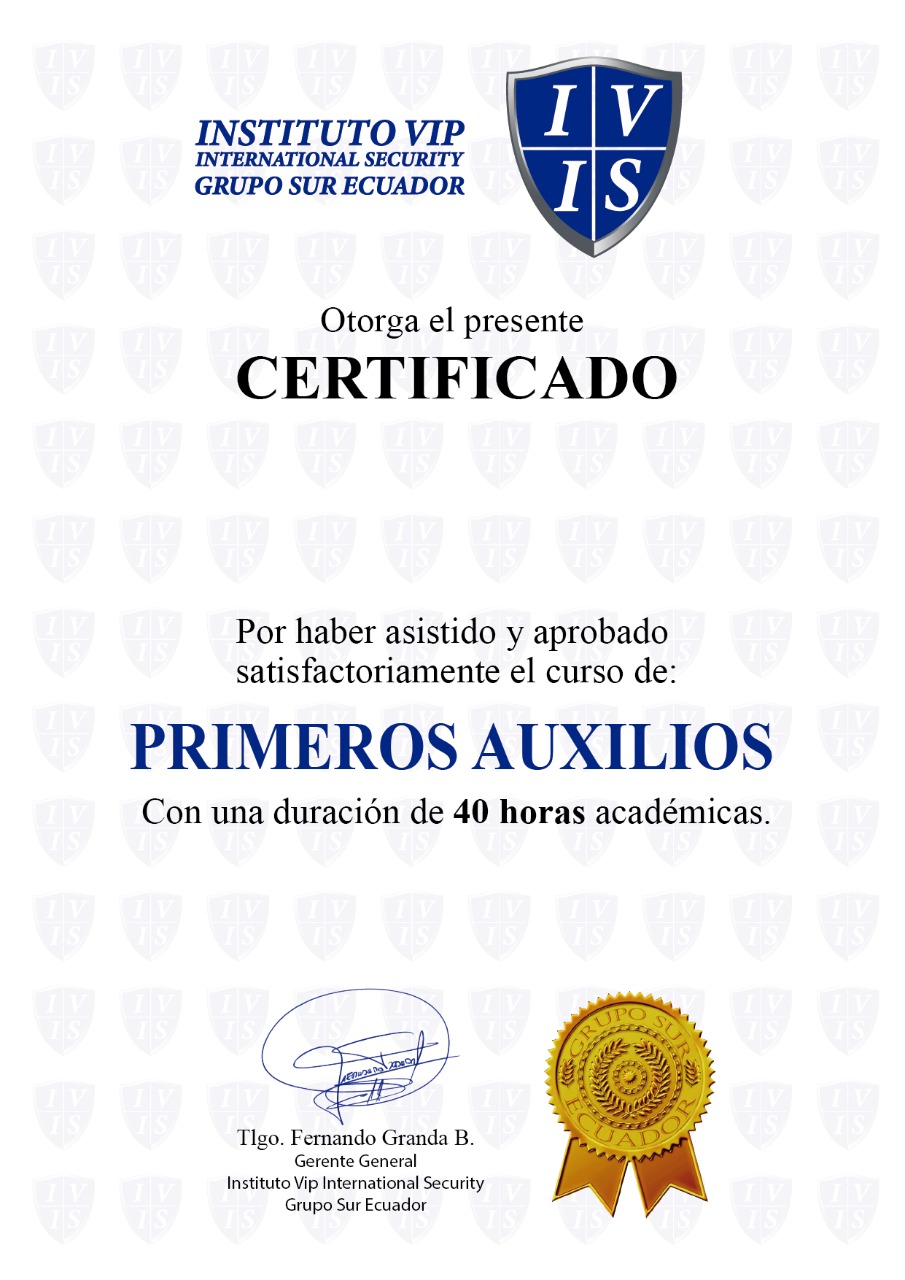 INSTITUTO VIP
INTERNATIONAL SECURITY
GRUPO SUR ECUADOR
I V
I S
Otorga el presente
CERTIFICADO
Por haber asistido y aprobado
satisfactoriamente el curso de:
PRIMEROS AUXILIOS
Con una duración de 40 horas académicas.
GRUPO SUR
ECUADOR
Tlgo. Fernando Granda B.
Gerente General
Instituto Vip International Security
Grupo Sur Ecuador